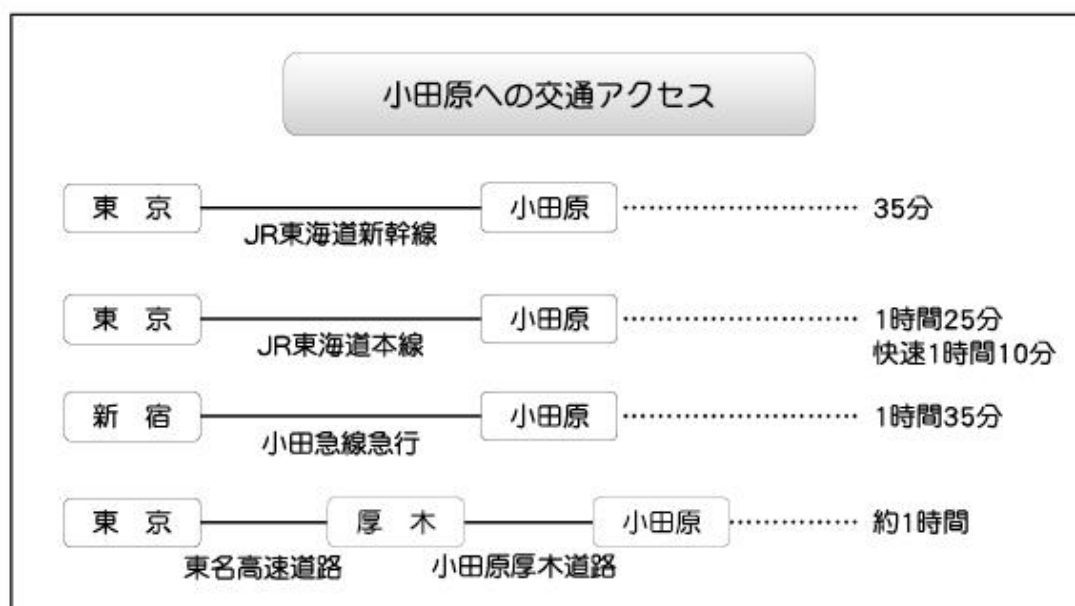 小田原への交通アクセス
東 京 小田原 35分
JR東海道新幹線
東 京 小田原 1時間25分
JR東海道本線 快速1時間10分
新 宿 小田原 1時間35分
小田急線急行
東 京 厚 木 小田原 約1時間
東名高速道路 小田原厚木道路